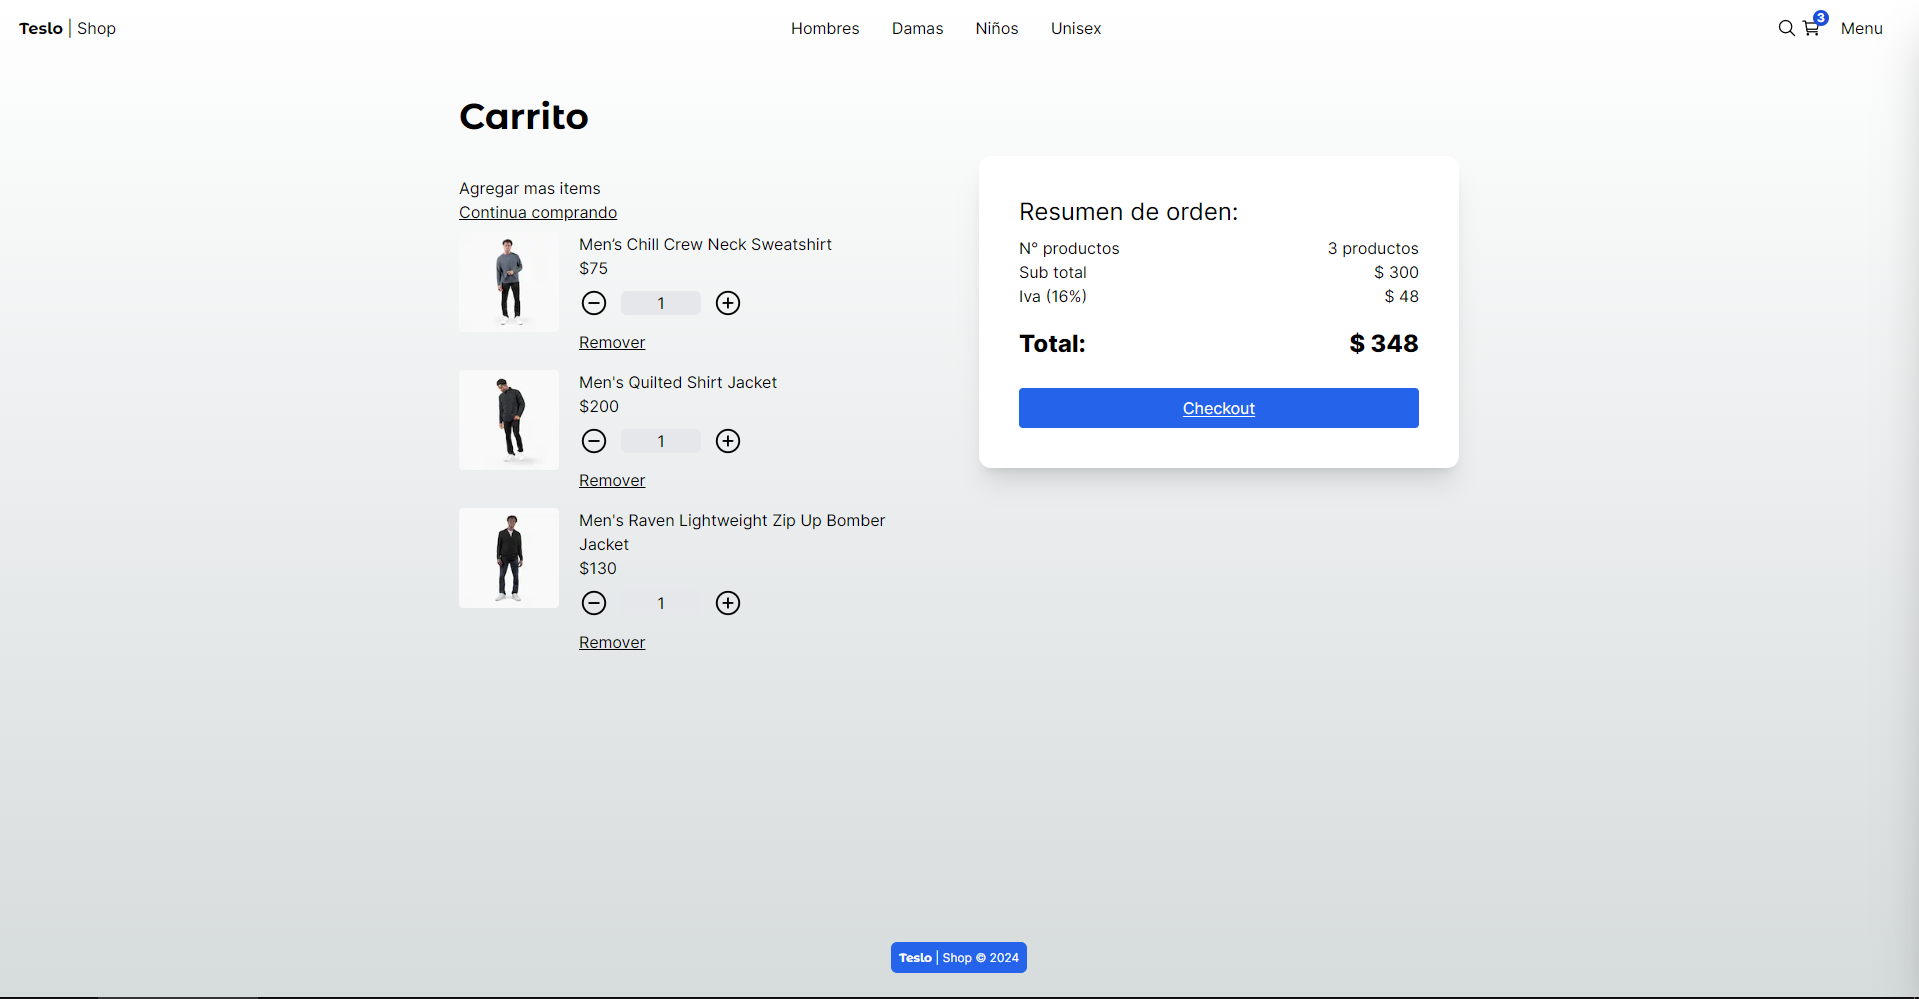 Teslo | Shop
Hombres Damas Niños Unisex
3
Menu
Carrito
Agregar mas items
Continua comprando
Men’s Chill Crew Neck Sweatshirt
$75
1
Remover
Men's Quilted Shirt Jacket
$200
1
Remover
Men's Raven Lightweight Zip Up Bomber
Jacket
$130
1
Remover
Resumen de orden:
N° productos 3 productos
Sub total $ 300
Iva (16%) $ 48
Total: $ 348
Checkout
Teslo | Shop © 2024